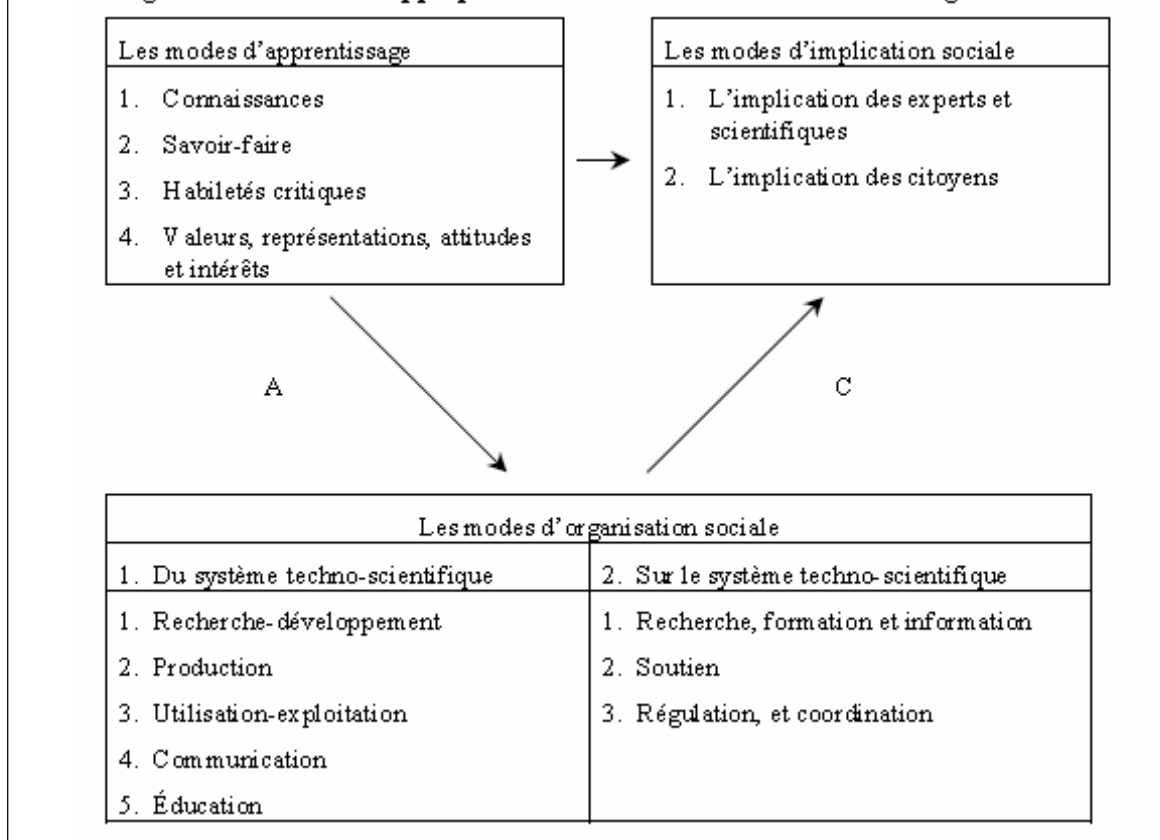 Les modes d'apprentissage
1. Connaissances
2. Savoir-faire
3. Habiletés critiques
4. Valeurs, représentations, attitudes
et intérêts
Les modes d'implication sociale
1. L'implication des experts et
scientifiques
2. L'implication des citoyens
A
C
Les modes d'organisation sociale
1. Du système techno-scientifique
2. Sur le système techno-scientifique
1. Recherche-développement
2. Production
3. Utilisation-exploitation
4. Communication
5. Éducation
1. Recherche, formation et information
2. Soutien
3. Régulation, et coordination